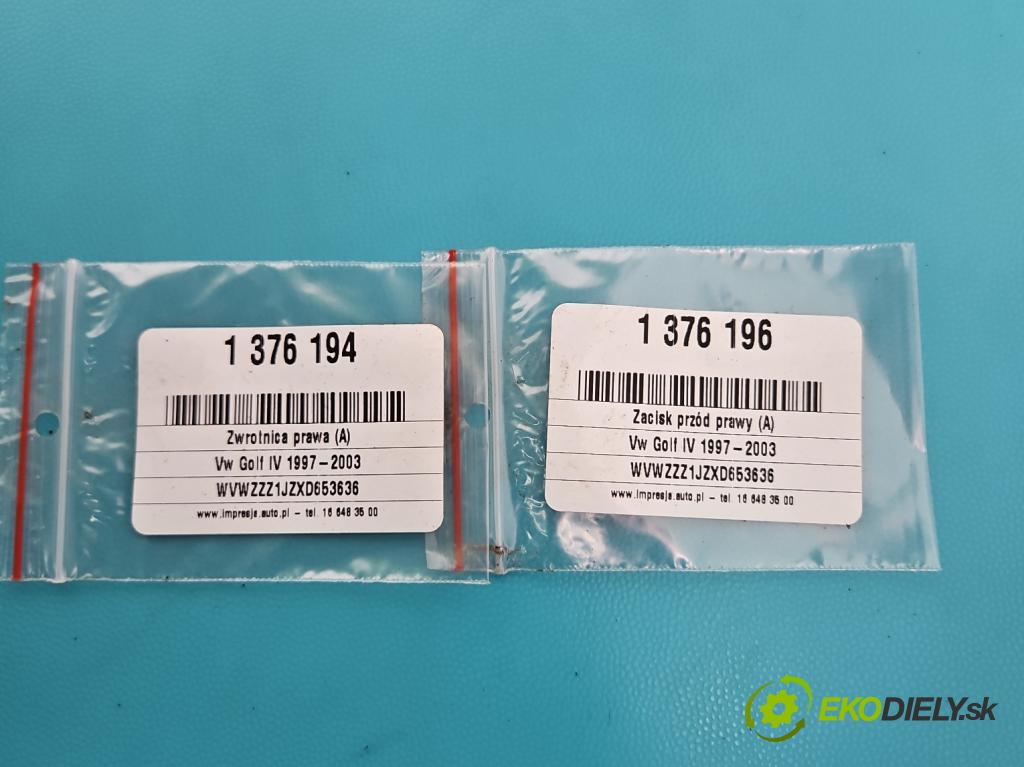 1 376 194
Zwrotnica prawa (A)
Vw Golf IV 1997-2003
WVWZZZ1JZXD653636
www.impresja.auto.pl - tel. 16 648 35 00
1 376 196
Zacisk przód prawy (A)
Vw Golf IV 1997-2003
WVWZZZ1JZXD653636
www.impresja.auto.pl - tel. 16 648 35 00
EKODIELY.sk